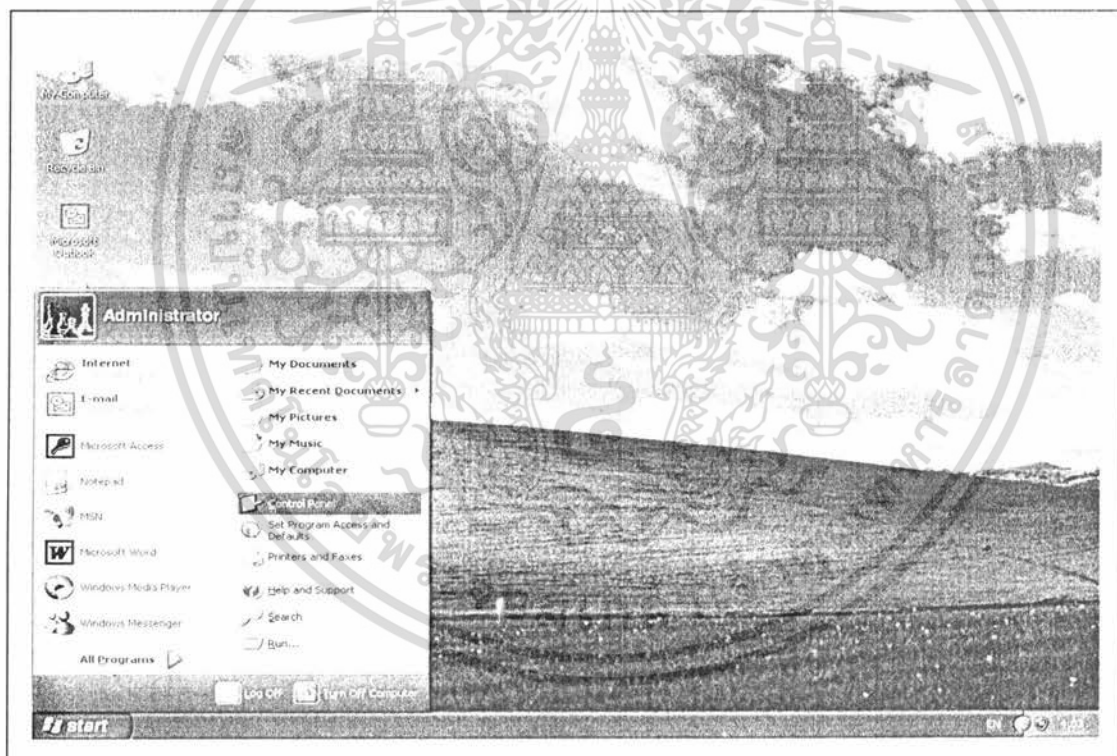 My Computer
Recycle Bin
Microsoft
Outlook
Administrator
Internet
E-mail
Microsoft Access
Notepad
MSN
Microsoft Word
Windows Media Player
Windows Messenger
All Programs
My Documents
My Recent Documents
My Pictures
My Music
My Computer
Control Panel
Set Program Access and
Defaults
Printers and Faxes
Help and Support
Search
Run...
Log Off
Turn Off Computer
start
EN